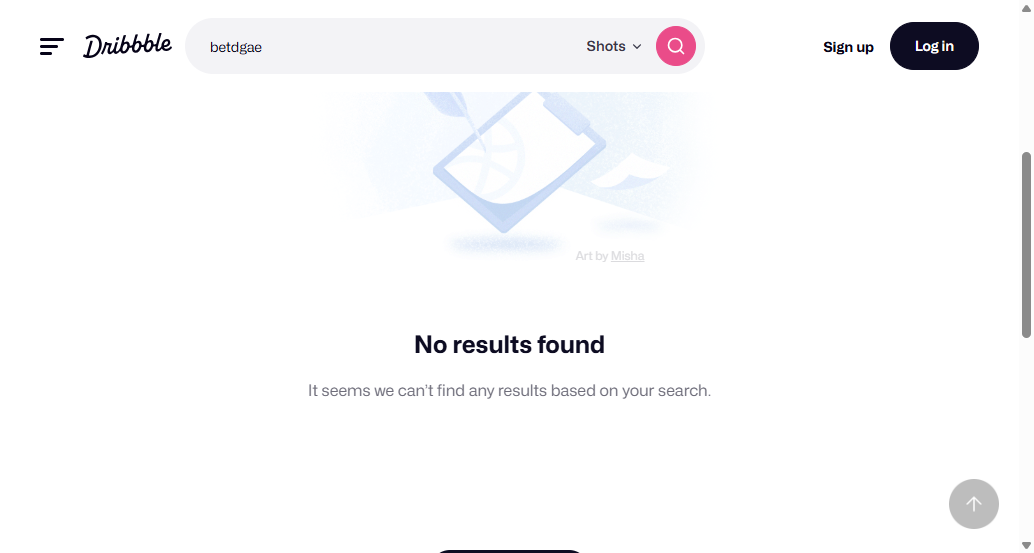 Dribbble
betdgae
Shots
Sign up
Log in
Art by Misha
No results found
It seems we can't find any results based on your search.